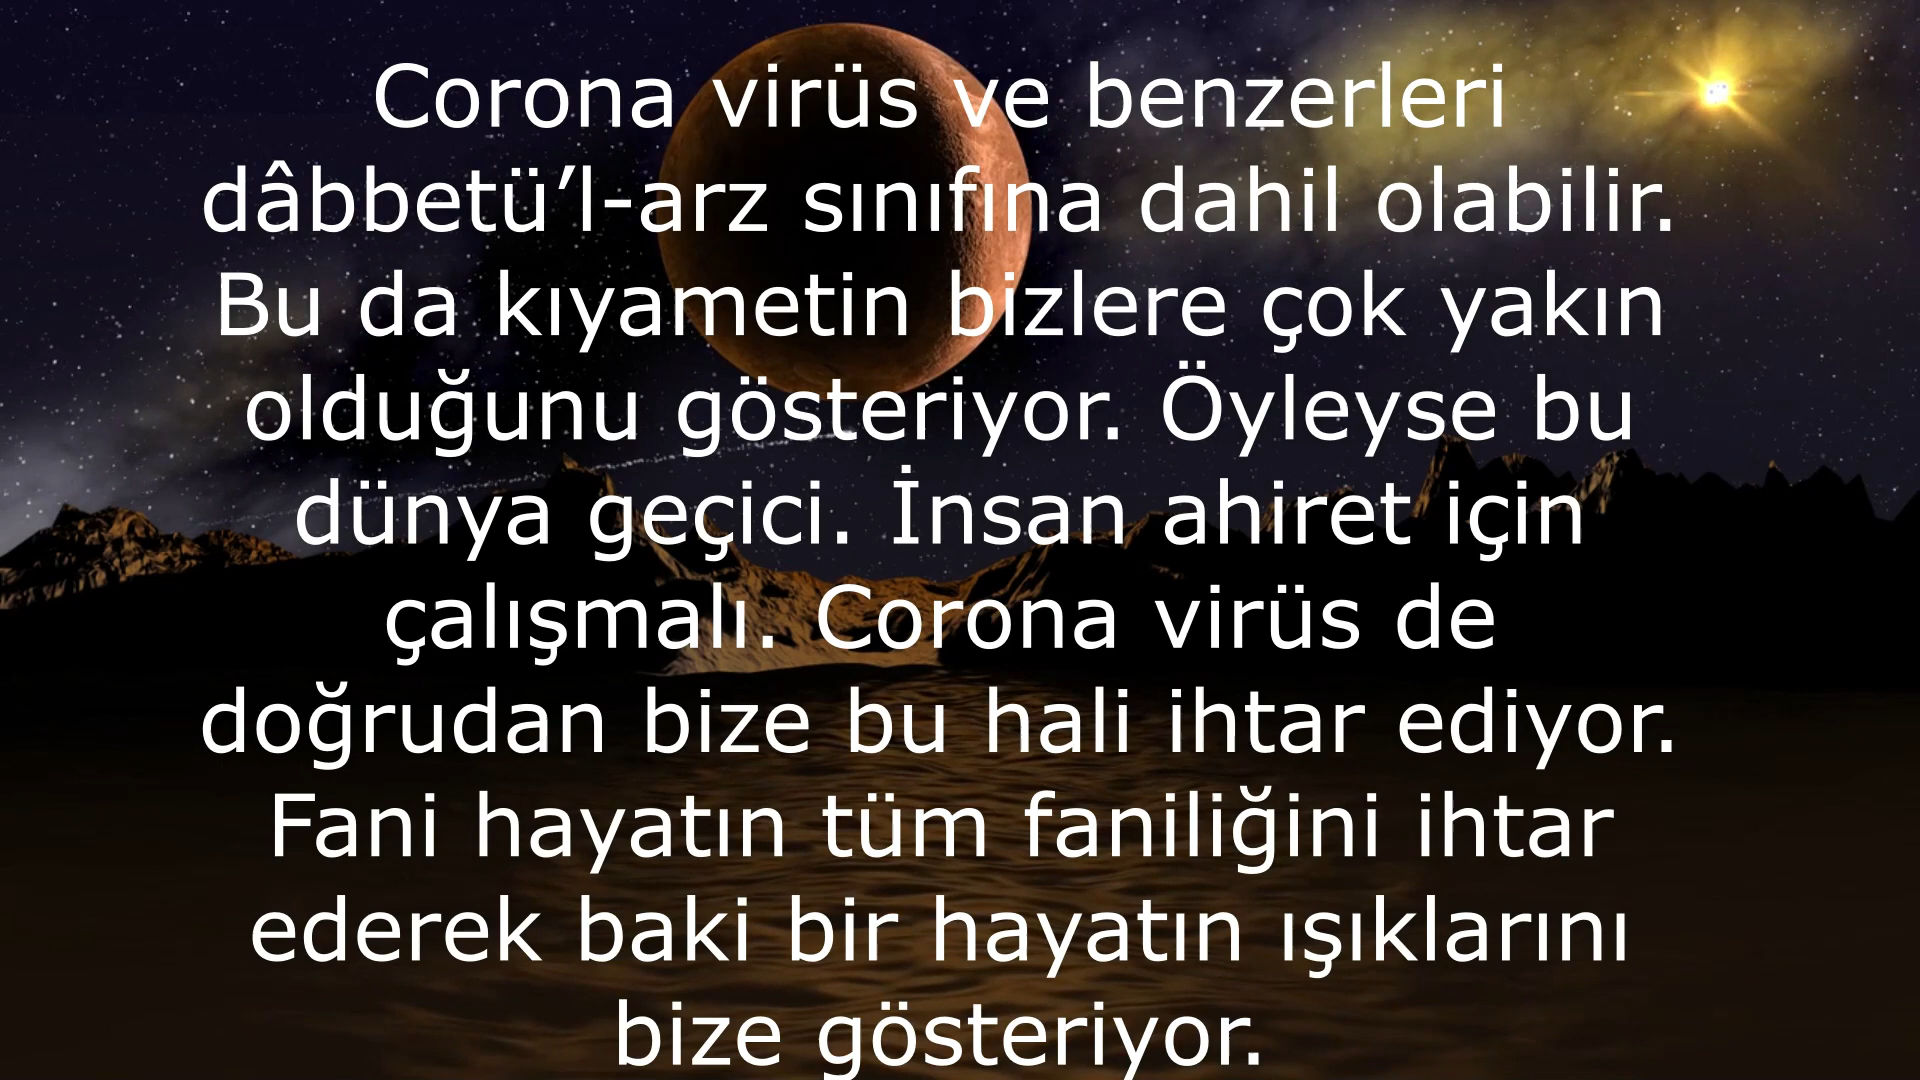 Corona virüs ve benzerleri
dâbbetü’l-arz sınıfına dahil olabilir.
Bu da kıyametin bizlere çok yakın
olduğunu gösteriyor. Öyleyse bu
dünya geçici. İnsan ahiret için
çalışmalı. Corona virüs de
doğrudan bize bu hali ihtar ediyor.
Fani hayatın tüm faniliğini ihtar
ederek baki bir hayatın ışıklarını
bize gösteriyor.